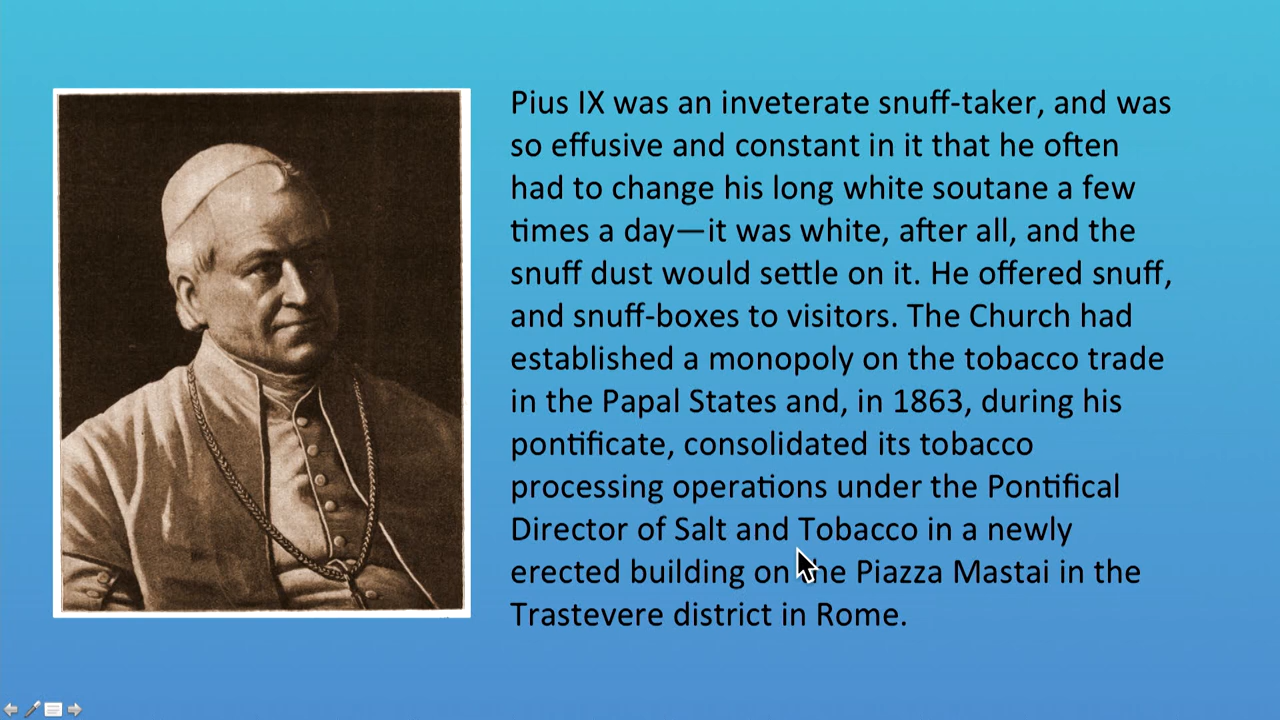 Pius IX was an inveterate snuff-taker, and was
so effusive and constant in it that he often
had to change his long white soutane a few
times a day—it was white, after all, and the
snuff dust would settle on it. He offered snuff,
and snuff-boxes to visitors. The Church had
established a monopoly on the tobacco trade
in the Papal States and, in 1863, during his
pontificate, consolidated its tobacco
processing operations under the Pontifical
Director of Salt and Tobacco in a newly
erected building on the Piazza Mastai in the
Trastevere district in Rome.